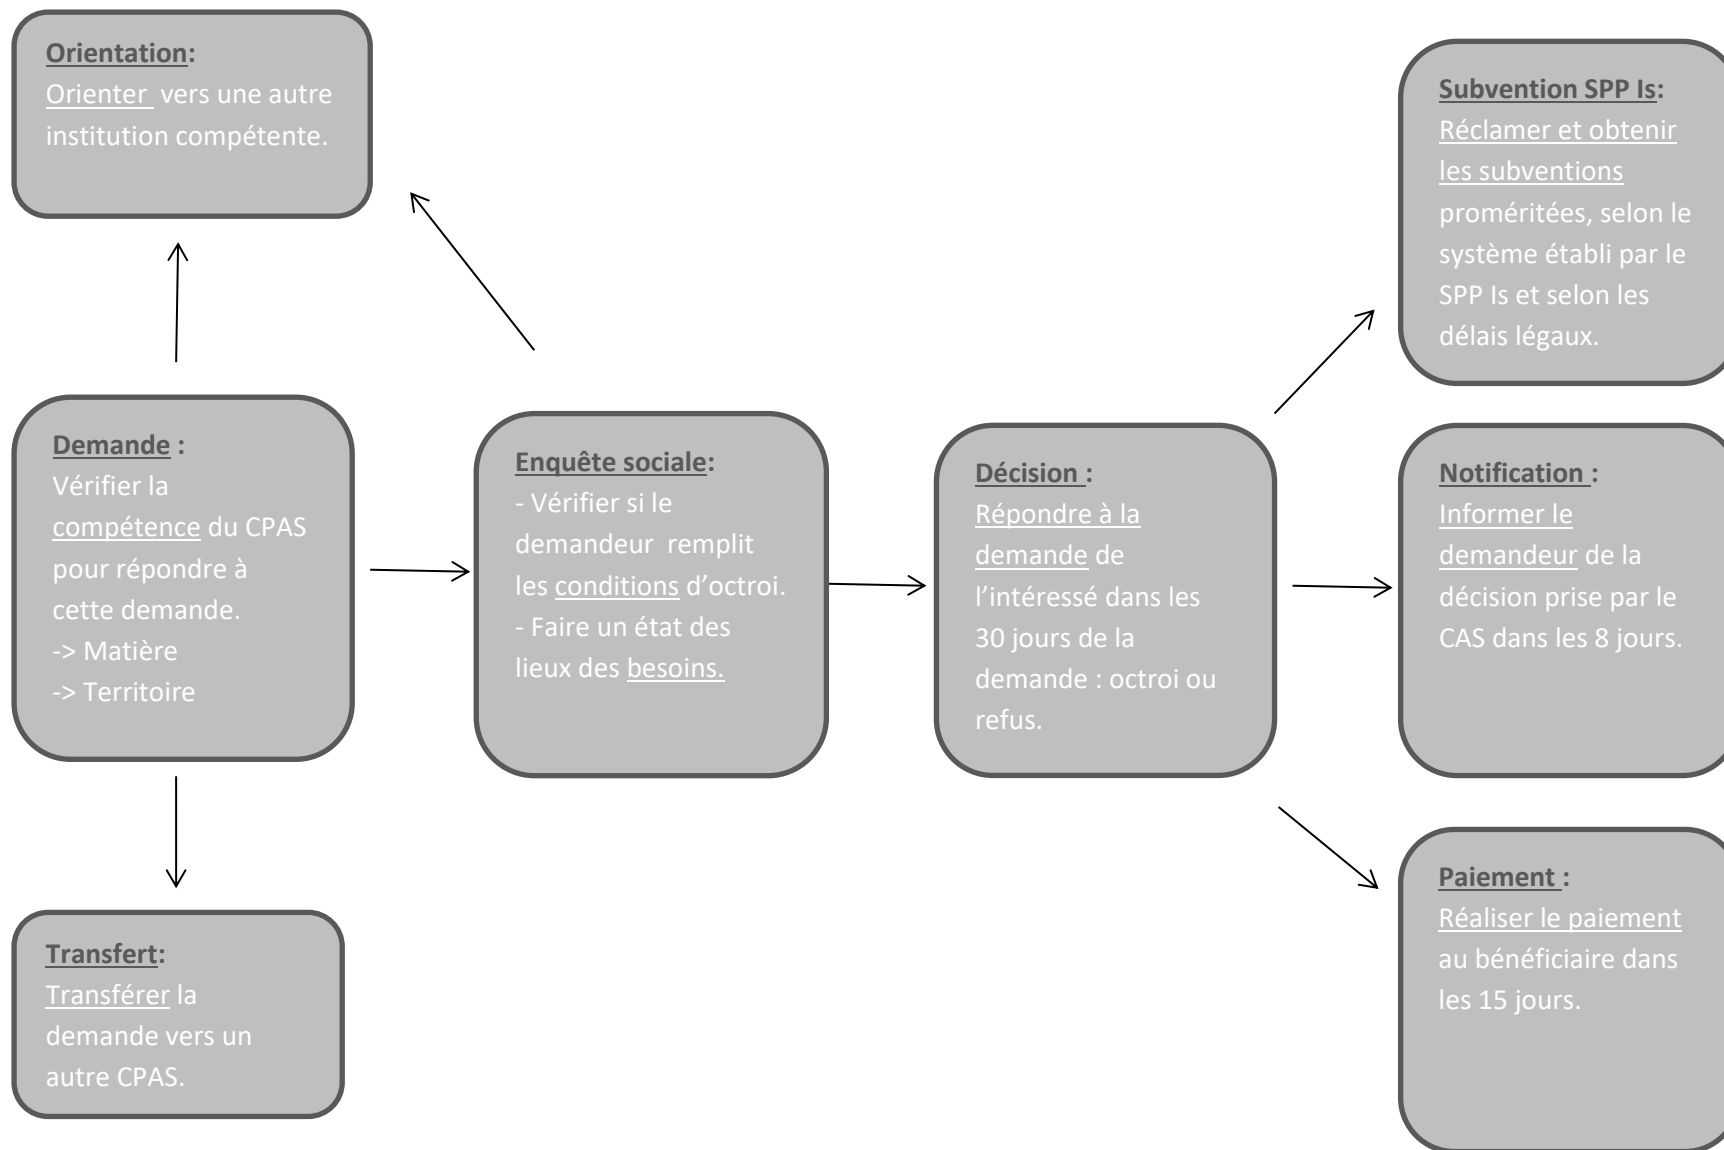 Orientation:
Orienter vers une autre
institution compétente.
Demande :
Vérifier la
compétence du CPAS
pour répondre à
cette demande.
-> Matière
-> Territoire
Transfert:
Transférer la
demande vers un
autre CPAS.
Enquête sociale:
- Vérifier si le
demandeur remplit
les conditions d’octroi.
- Faire un état des
lieux des besoins.
Décision :
Répondre à la
demande de
l’intéressé dans les
30 jours de la
demande : octroi ou
refus.
Subvention SPP Is:
Réclamer et obtenir
les subventions
proméritées, selon le
système établi par le
SPP Is et selon les
délais légaux.
Notification :
Informer le
demandeur de la
décision prise par le
CAS dans les 8 jours.
Paiement :
Réaliser le paiement
au bénéficiaire dans
les 15 jours.